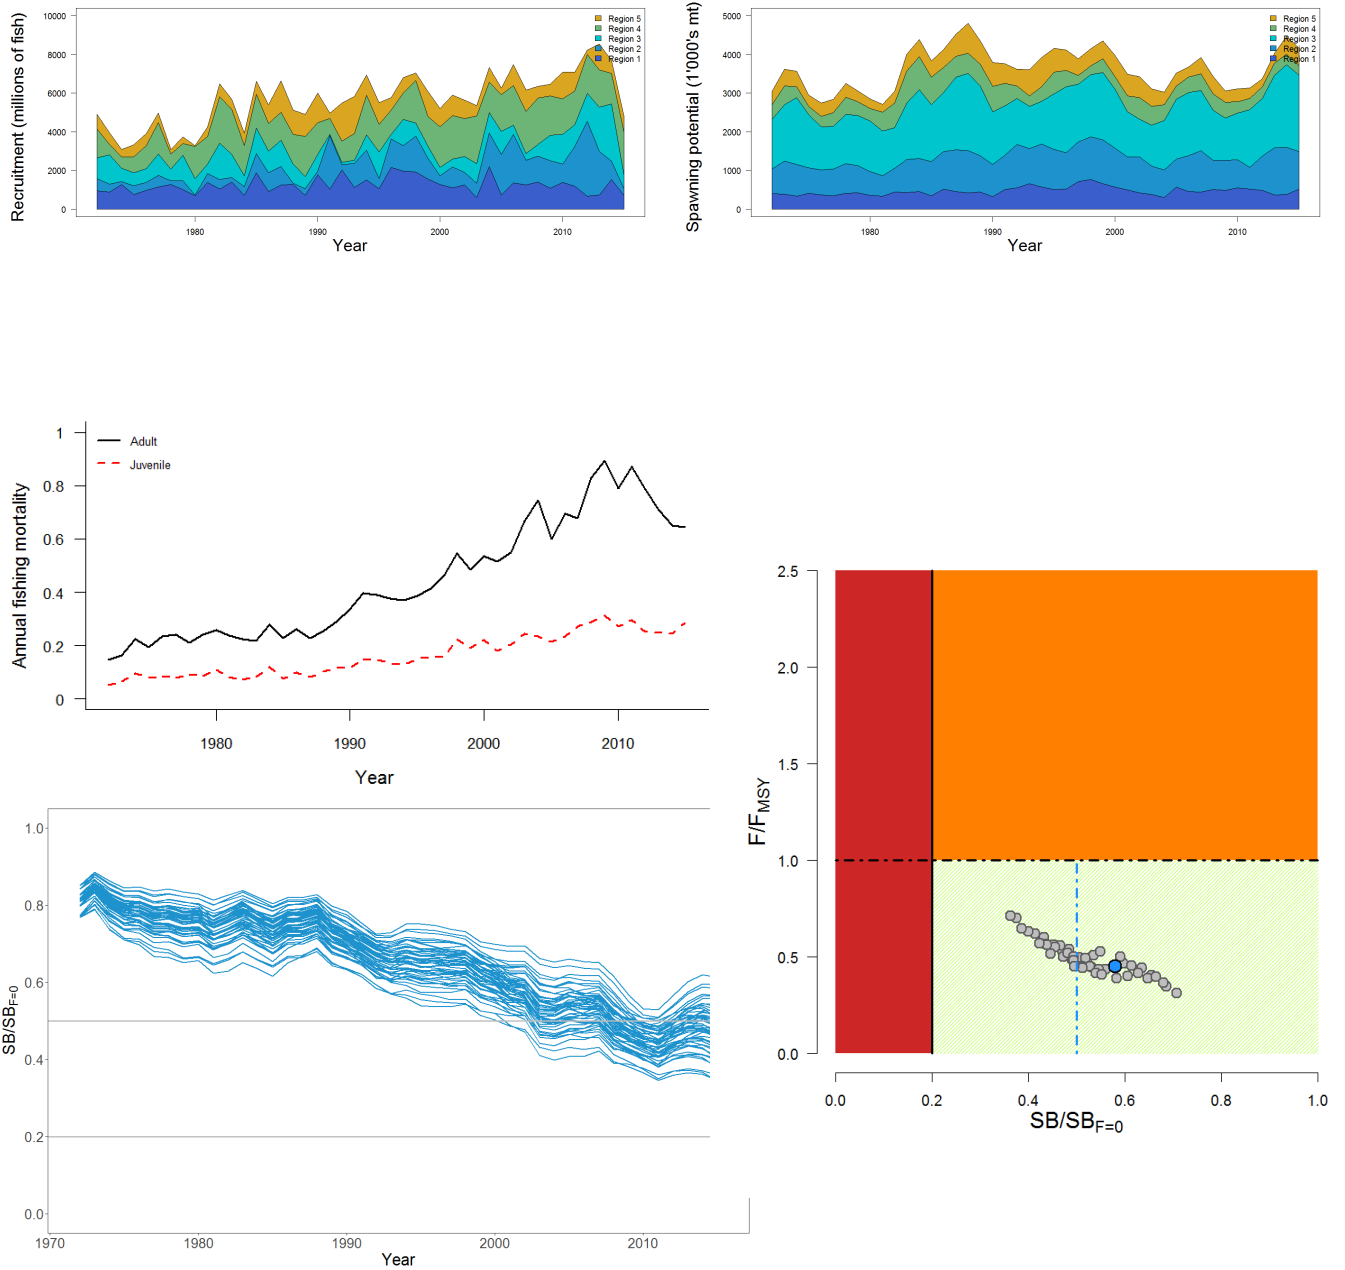 Recruitment (millions of fish)
10000
8000
6000
4000
2000
0
Region 5
Region 4
Region 3
Region 2
Region 1
1980
1990
2000
2010
Year
Spawning potential (1'000's mt)
5000
4000
3000
2000
1000
0
Region 5
Region 4
Region 3
Region 2
Region 1
1980
1990
2000
2010
Year
Annual fishing mortality
1
0.8
0.6
0.4
0.2
0
Adult
Juvenile
1980
1990
2000
2010
Year
F/FMSY
2.5
2.0
1.5
1.0
0.5
0.0
0.0
0.2
0.4
0.6
0.8
1.0
SB/SBF=0
SB/SBF=0
1.0
0.8
0.6
0.4
0.2
0.0
1970
1980
1990
2000
2010
Year